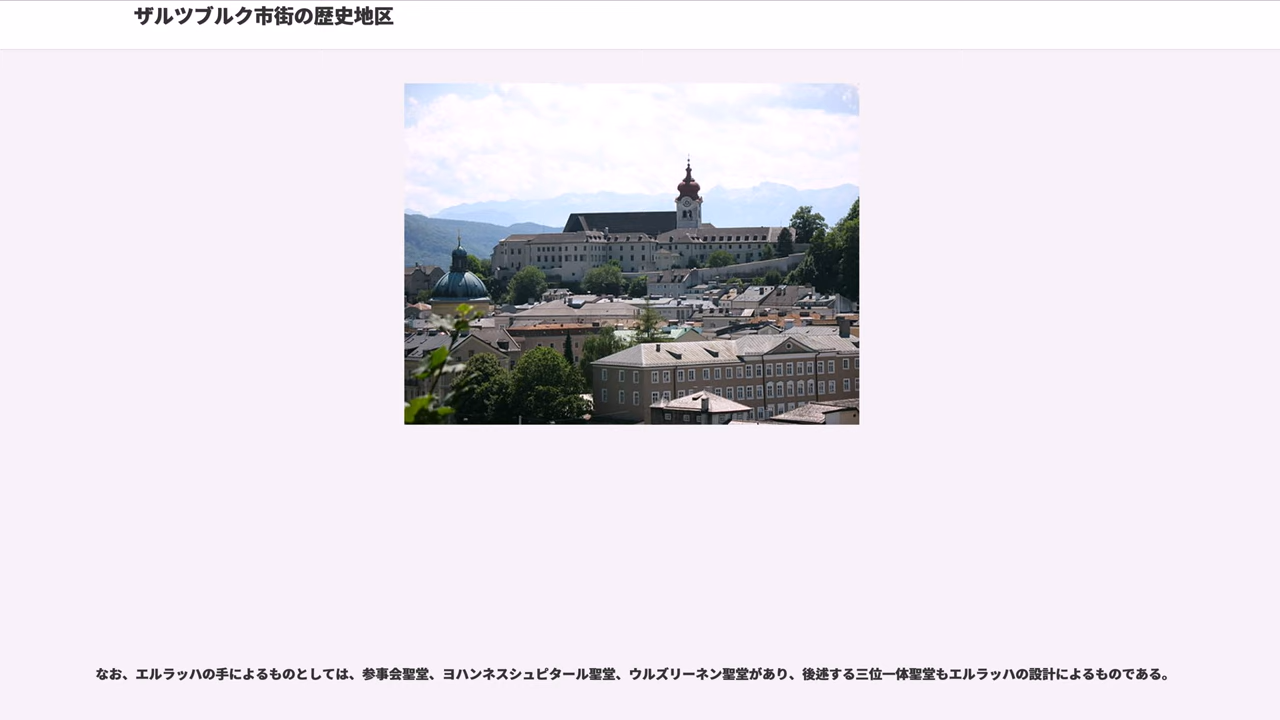 ザルツブルク市街の歴史地区
なお、エルラッハの手によるものとしては、参事会聖堂、ヨハンネスシュピタール聖堂、ウルズリーネン聖堂があり、後述する三位一体聖堂もエルラッハの設計によるものである。